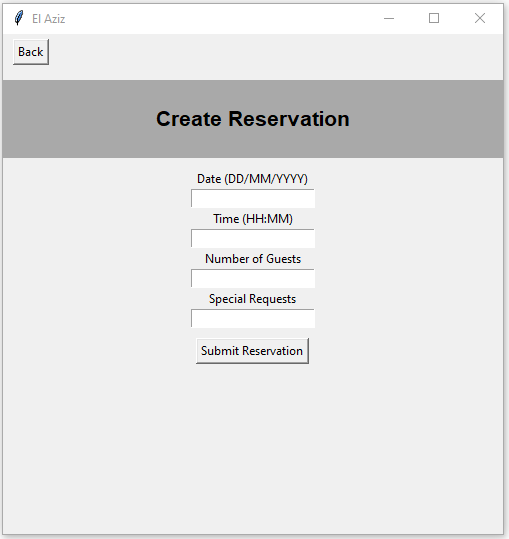 El Aziz
Back
Create Reservation
Date (DD/MM/YYYY)
Time (HH:MM)
Number of Guests
Special Requests
Submit Reservation